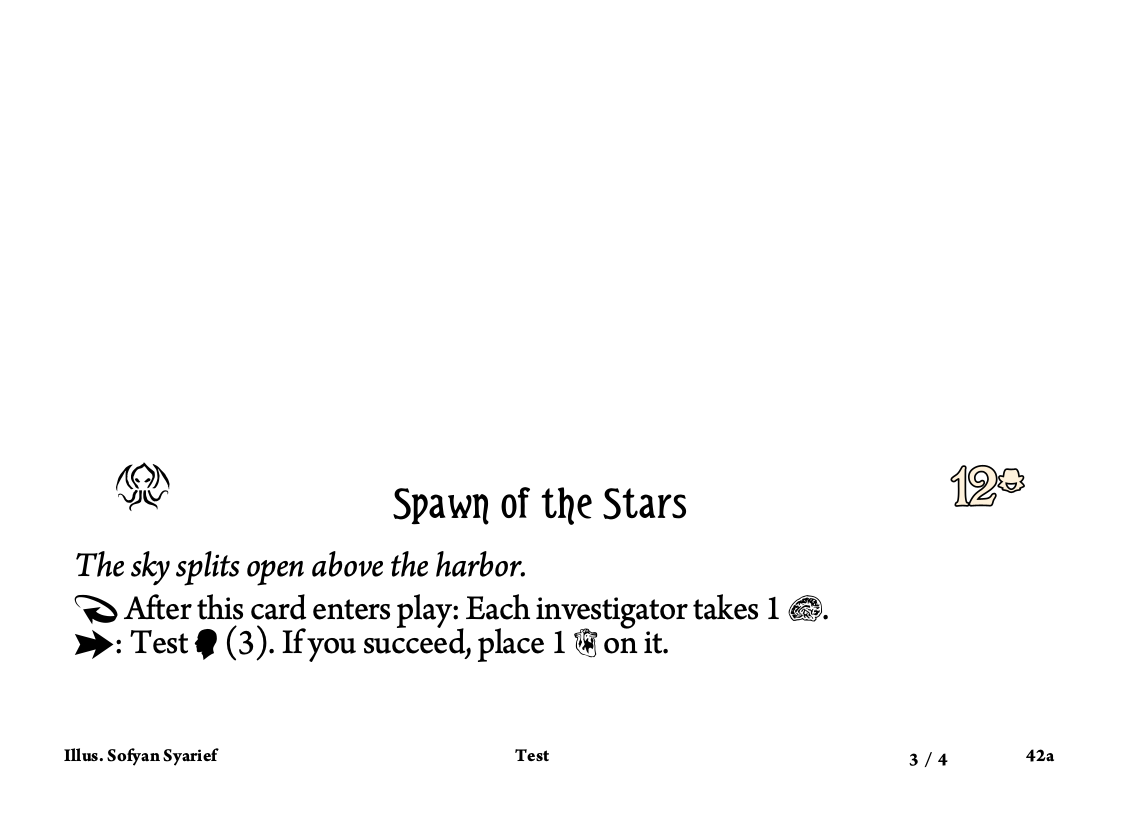 12
Spawn of the Stars
The sky splits open above the harbor.
After this card enters play: Each investigator takes 1 .
: Test (3). If you succeed, place 1 on it.
Illus. Sofyan Syarief
Test
3 / 4
42a